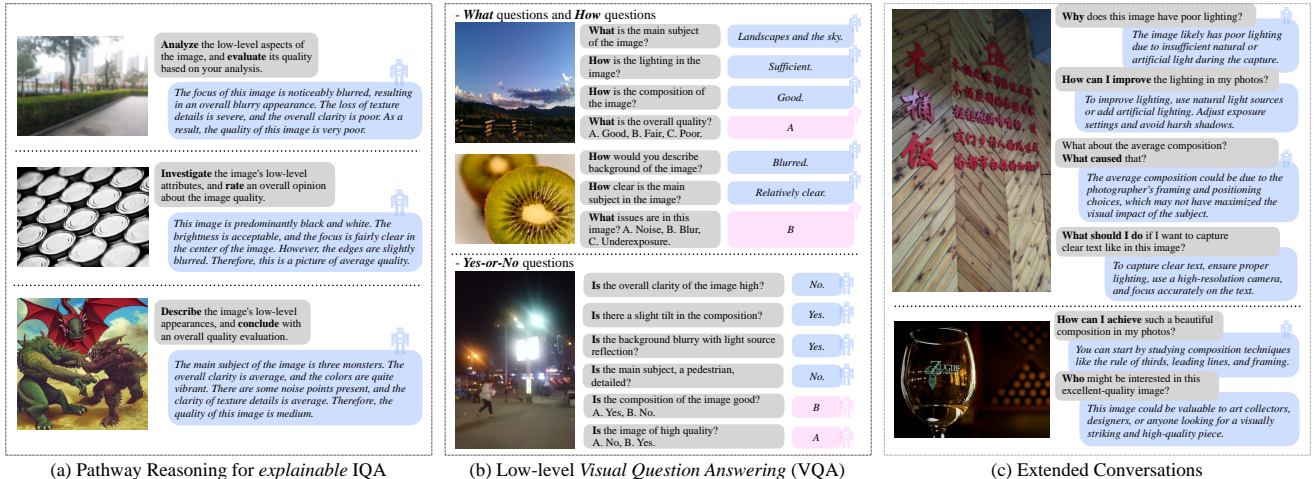 Analyze the low-level aspects of
the image, and evaluate its quality
based on your analysis.
The focus of this image is noticeably blurred, resulting
in an overall blurry appearance. The loss of texture
details is severe, and the overall clarity is poor. As a
result, the quality of this image is very poor.
Investigate the image's low-level
attributes, and rate an overall opinion
about the image quality.
This image is predominantly black and white. The
brightness is acceptable, and the focus is fairly clear in
the center of the image. However, the edges are slightly
blurred. Therefore, this is a picture of average quality.
Describe the image's low-level
appearances, and conclude with
an overall quality evaluation.
The main subject of the image is three monsters. The
overall clarity is average, and the colors are quite
vibrant. There are some noise points present, and the
clarity of texture details is average. Therefore, the
quality of this image is medium.
(a) Pathway Reasoning for explainable IQA
- What questions and How questions
What is the main subject
of the image?
Landscapes and the sky.
How is the lighting in the
image?
Sufficient.
How is the composition of
the image?
Good.
What is the overall quality?
A. Good, B. Fair, C. Poor.
A
How would you describe
background of the image?
Blurred.
How clear is the main
subject in the image?
Relatively clear.
What issues are in this
image? A. Noise, B. Blur,
C. Underexposure.
B
- Yes-or-No questions
Is the overall clarity of the image high?
No.
Is there a slight tilt in the composition?
Yes.
Is the background blurry with light source
reflection?
Yes.
Is the main subject, a pedestrian,
detailed?
No.
Is the composition of the image good?
A. Yes, B. No.
B
Is the image of high quality?
A. No, B. Yes.
A
(b) Low-level Visual Question Answering (VQA)
木桶飯
Why does this image have poor lighting?
The image likely has poor lighting
due to insufficient natural or
artificial light during the capture.
How can I improve the lighting in my photos?
To improve lighting, use natural light sources
or add artificial lighting. Adjust exposure
settings and avoid harsh shadows.
What about the average composition?
What caused that?
The average composition could be due to the
photographer's framing and positioning
choices, which may not have maximized the
visual impact of the subject.
What should I do if I want to capture
clear text like in this image?
To capture clear text, ensure proper
lighting, use a high-resolution camera,
and focus accurately on the text.
How can I achieve such a beautiful
composition in my photos?
You can start by studying composition techniques
like the rule of thirds, leading lines, and framing.
Who might be interested in this
excellent-quality image?
This image could be valuable to art collectors,
designers, or anyone looking for a visually
striking and high-quality piece.
(c) Extended Conversations